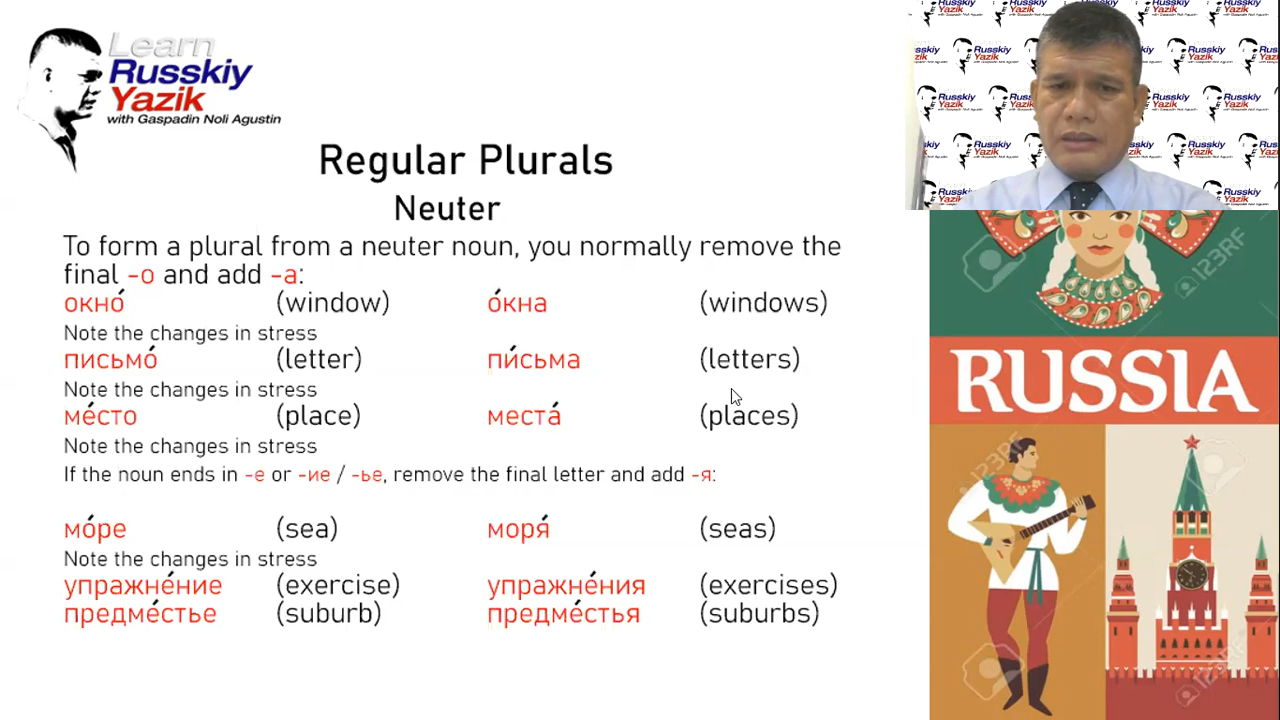 Learn
Russkiy
Yazik
with Gaspadin Noli Agustin
Regular Plurals
Neuter
To form a plural from a neuter noun, you normally remove the
final -о and add -а:
окно́ (window) о́кна (windows)
Note the changes in stress
письмо́ (letter) пи́сьма (letters)
Note the changes in stress
ме́сто (place) места́ (places)
Note the changes in stress
If the noun ends in -е or -ие / -ье, remove the final letter and add -я:
мо́ре (sea) моря́ (seas)
Note the changes in stress
упражне́ние (exercise) упражне́ния (exercises)
предме́стье (suburb) предме́стья (suburbs)
RUSSIA
123RF
123RF
123RF
123RF